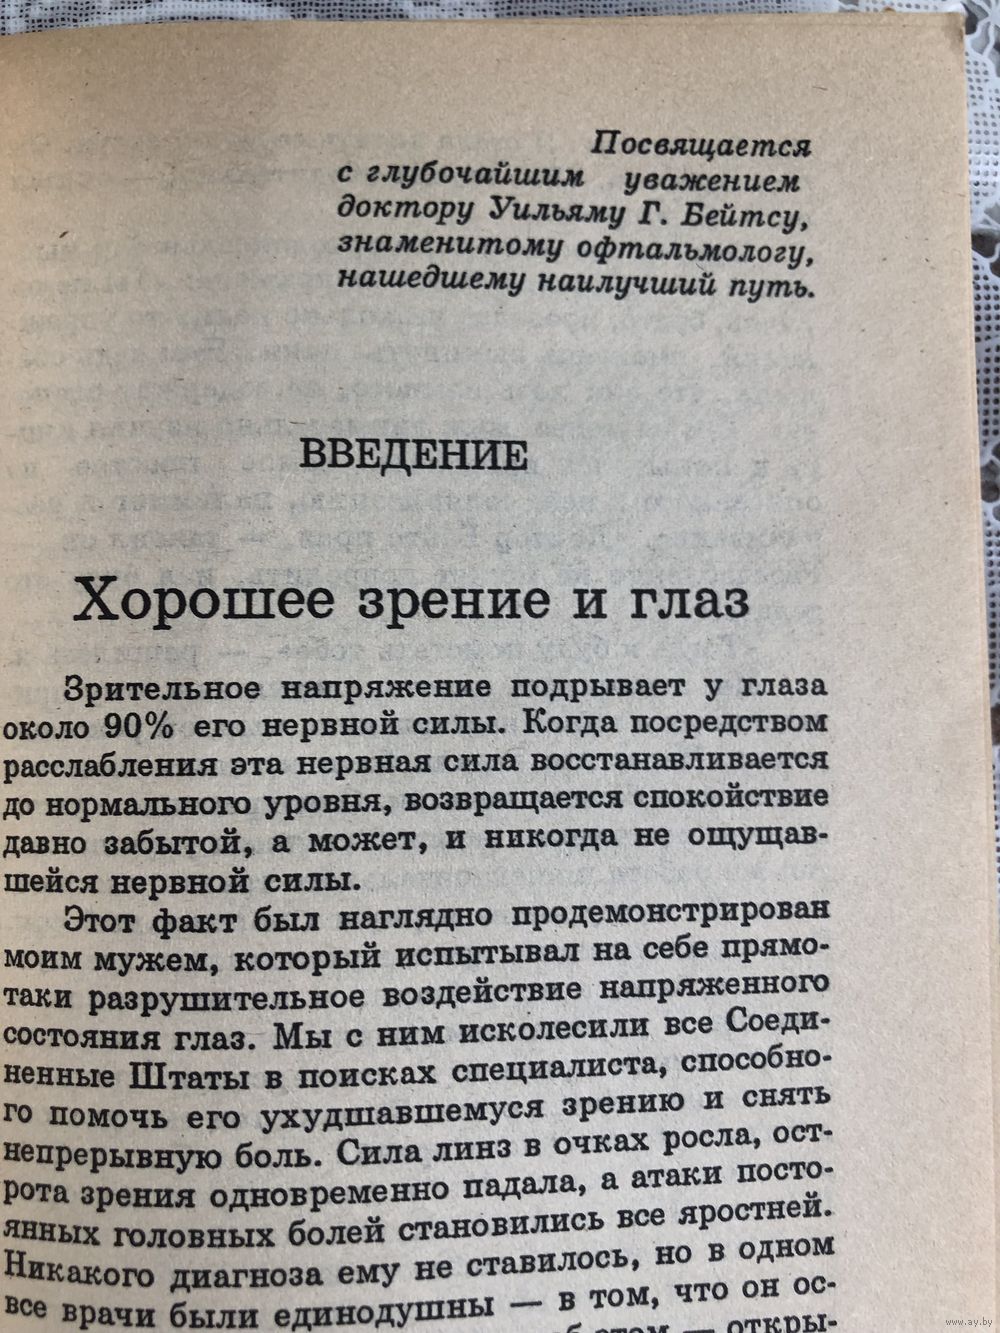 Посвящается
с глубочайшим уважением
доктору Уильяму Г. Бейтсу,
знаменитому офтальмологу,
нашедшему наилучший путь.
ВВЕДЕНИЕ
Хорошее зрение и глаз
Зрительное напряжение подрывает у глаза
около 90% его нервной силы. Когда посредством
расслабления эта нервная сила восстанавливается
до нормального уровня, возвращается спокойствие
давно забытой, а может, и никогда не ощущав-
шейся нервной силы.
Этот факт был наглядно продемонстрирован
моим мужем, который испытывал на себе прямо-
таки разрушительное воздействие напряженного
состояния глаз. Мы с ним исколесили все Соеди-
ненные Штаты в поисках специалиста, способно-
го помочь его ухудшавшемуся зрению и снять
непрерывную боль. Сила линз в очках росла, ост-
рота зрения одновременно падала, а атаки посто-
янных головных болей становились все яростней.
Никакого диагноза ему не ставилось, но в одном
все врачи были единодушны — в том, что он ос-
— откры-
www.ay.by